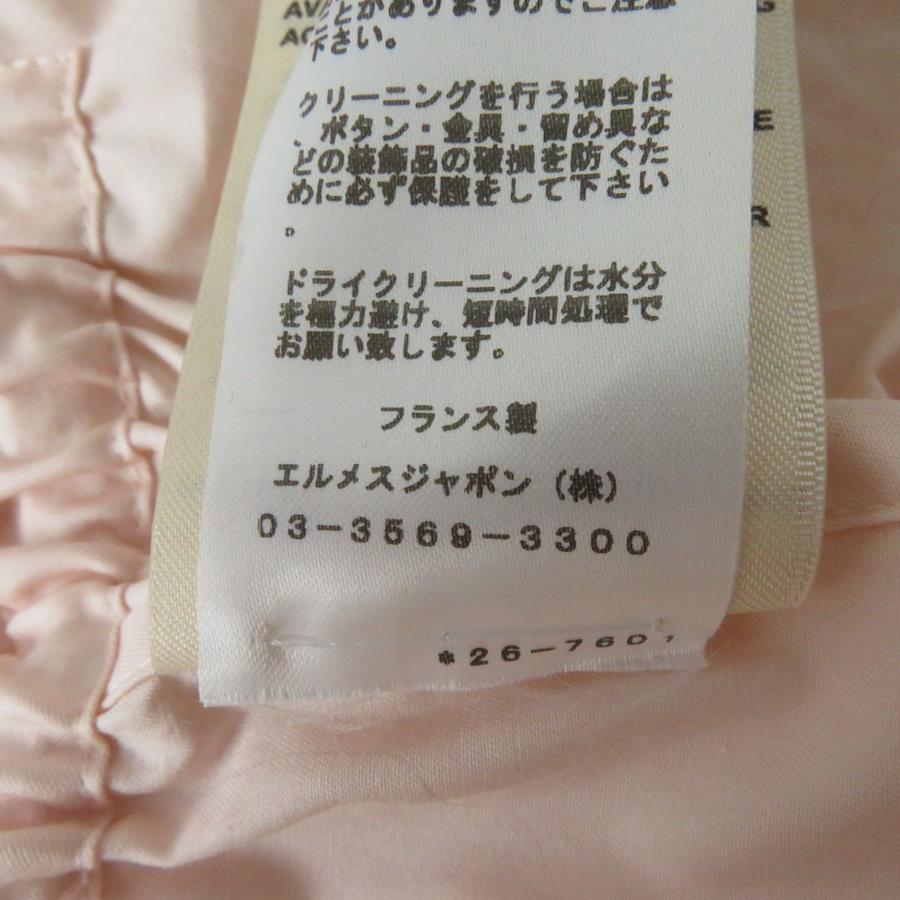 AV
とがありますのでご注意
AC
下さい。
G
クリーニングを行う場合は
、ボタン・金具・留め具な
どの装飾品の破損を防ぐた
めに必ず保護をして下さい
。
E
R
ドライクリーニングは水分
を極力避け、短時間処理で
お願い致します。
フランス製
エルメスジャポン（株）
03-3569-3300
*26-760